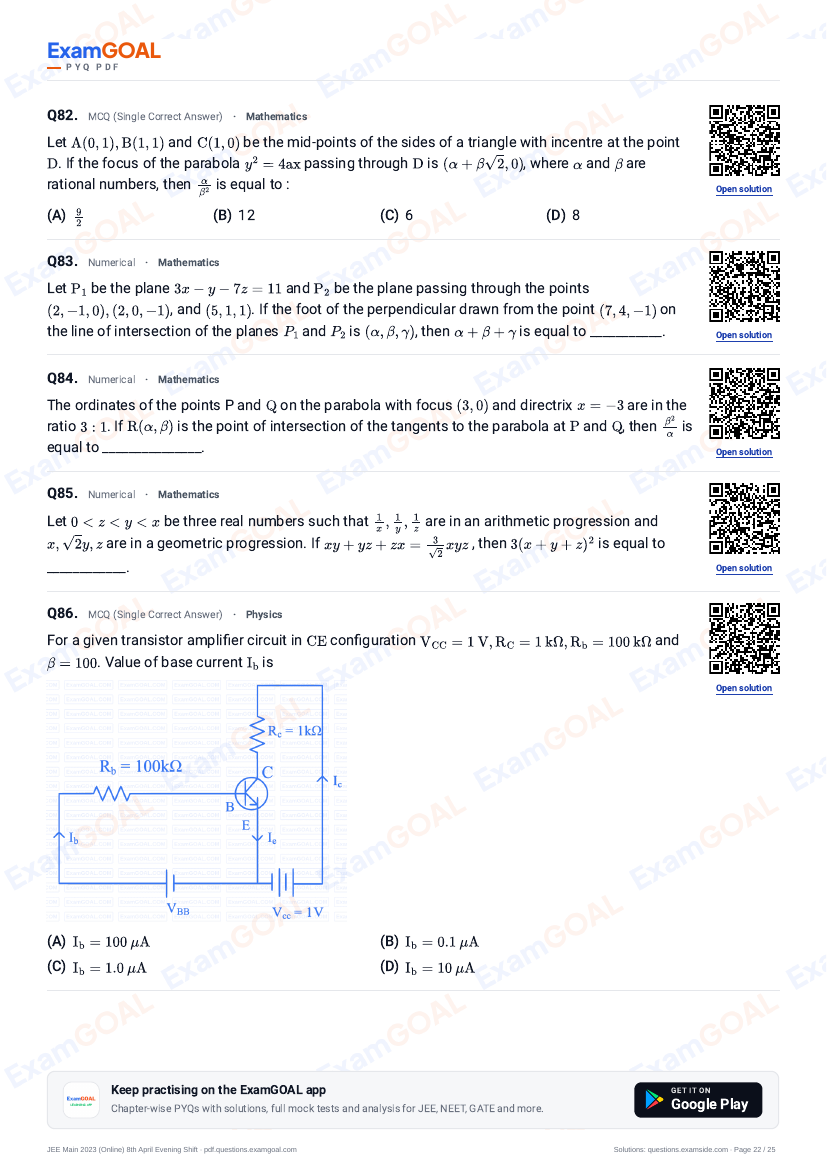 ExamGOAL
PYQ PDF
Q82. MCQ (Single Correct Answer) · Mathematics
Let A(0, 1), B(1, 1) and C(1, 0) be the mid-points of the sides of a triangle with incentre at the point
D. If the focus of the parabola y² = 4ax passing through D is (α + β√2, 0), where α and β are
rational numbers, then α/β² is equal to :
(A) 9/2 (B) 12 (C) 6 (D) 8
Open solution
Q83. Numerical · Mathematics
Let P₁ be the plane 3x − y − 7z = 11 and P₂ be the plane passing through the points
(2, −1, 0), (2, 0, −1), and (5, 1, 1). If the foot of the perpendicular drawn from the point (7, 4, −1) on
the line of intersection of the planes P₁ and P₂ is (α, β, γ), then α + β + γ is equal to ___________.
Open solution
Q84. Numerical · Mathematics
The ordinates of the points P and Q on the parabola with focus (3, 0) and directrix x = −3 are in the
ratio 3 : 1. If R(α, β) is the point of intersection of the tangents to the parabola at P and Q, then β²/α is
equal to _______________.
Open solution
Q85. Numerical · Mathematics
Let 0 < z < y < x be three real numbers such that 1/x, 1/y, 1/z are in an arithmetic progression and
x, √2y, z are in a geometric progression. If xy + yz + zx = 3/√2 xyz , then 3(x + y + z)² is equal to
____________.
Open solution
Q86. MCQ (Single Correct Answer) · Physics
For a given transistor amplifier circuit in CE configuration V_CC = 1 V, R_C = 1 kΩ, R_b = 100 kΩ and
β = 100. Value of base current I_b is
Open solution
R_c = 1kΩ
R_b = 100kΩ
C
I_c
B
E
I_b
I_e
V_BB
V_cc = 1V
(A) I_b = 100 μA (B) I_b = 0.1 μA
(C) I_b = 1.0 μA (D) I_b = 10 μA
ExamGOAL
Keep practising on the ExamGOAL app
Chapter-wise PYQs with solutions, full mock tests and analysis for JEE, NEET, GATE and more.
GET IT ON
Google Play
JEE Main 2023 (Online) 8th April Evening Shift · pdf.questions.examgoal.com
Solutions: questions.examside.com · Page 22 / 25